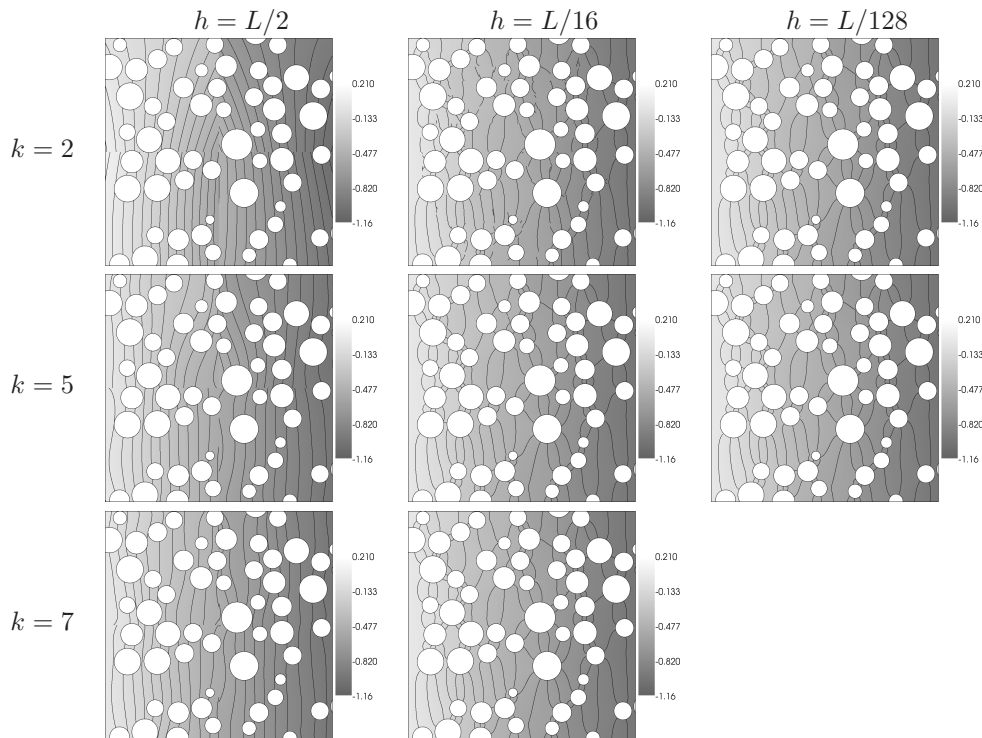 h = L/2 h = L/16 h = L/128
k = 2
0.210 0.210 0.210
-0.133 -0.133 -0.133
-0.477 -0.477 -0.477
-0.820 -0.820 -0.820
-1.16 -1.16 -1.16
k = 5
0.210 0.210 0.210
-0.133 -0.133 -0.133
-0.477 -0.477 -0.477
-0.820 -0.820 -0.820
-1.16 -1.16 -1.16
k = 7
0.210 0.210
-0.133 -0.133
-0.477 -0.477
-0.820 -0.820
-1.16 -1.16